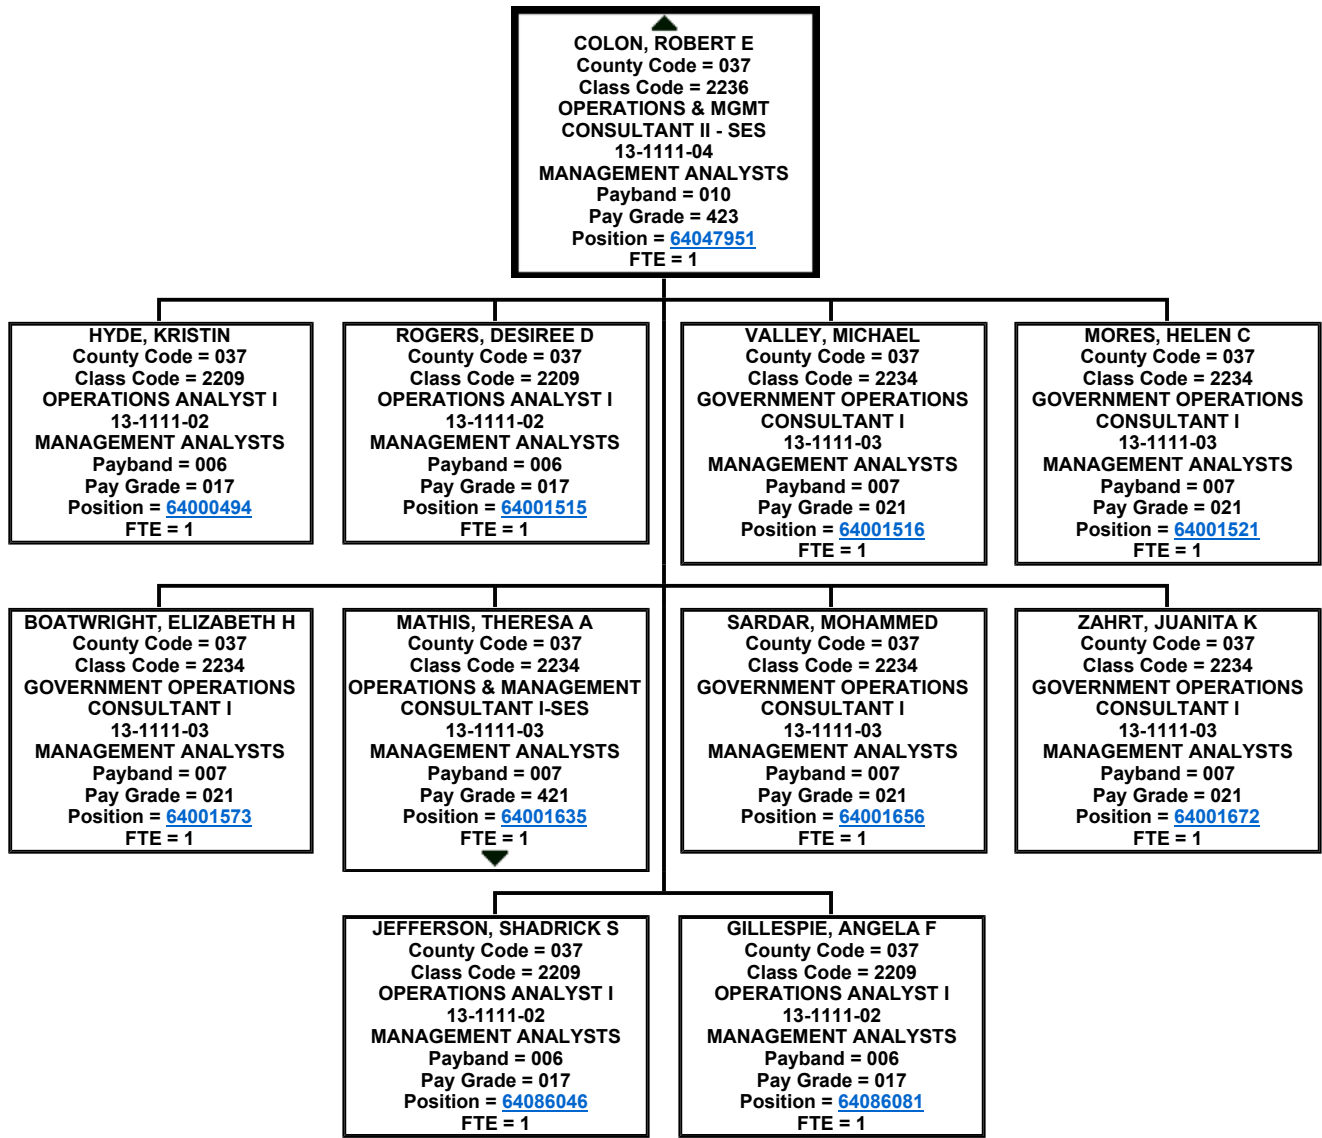 COLON, ROBERT E
County Code = 037
Class Code = 2236
OPERATIONS & MGMT
CONSULTANT II - SES
13-1111-04
MANAGEMENT ANALYSTS
Payband = 010
Pay Grade = 423
Position = 64047951
FTE = 1
HYDE, KRISTIN
County Code = 037
Class Code = 2209
OPERATIONS ANALYST I
13-1111-02
MANAGEMENT ANALYSTS
Payband = 006
Pay Grade = 017
Position = 64000494
FTE = 1
ROGERS, DESIREE D
County Code = 037
Class Code = 2209
OPERATIONS ANALYST I
13-1111-02
MANAGEMENT ANALYSTS
Payband = 006
Pay Grade = 017
Position = 64001515
FTE = 1
VALLEY, MICHAEL
County Code = 037
Class Code = 2234
GOVERNMENT OPERATIONS
CONSULTANT I
13-1111-03
MANAGEMENT ANALYSTS
Payband = 007
Pay Grade = 021
Position = 64001516
FTE = 1
MORES, HELEN C
County Code = 037
Class Code = 2234
GOVERNMENT OPERATIONS
CONSULTANT I
13-1111-03
MANAGEMENT ANALYSTS
Payband = 007
Pay Grade = 021
Position = 64001521
FTE = 1
BOATWRIGHT, ELIZABETH H
County Code = 037
Class Code = 2234
GOVERNMENT OPERATIONS
CONSULTANT I
13-1111-03
MANAGEMENT ANALYSTS
Payband = 007
Pay Grade = 021
Position = 64001573
FTE = 1
MATHIS, THERESA A
County Code = 037
Class Code = 2234
OPERATIONS & MANAGEMENT
CONSULTANT I-SES
13-1111-03
MANAGEMENT ANALYSTS
Payband = 007
Pay Grade = 421
Position = 64001635
FTE = 1
SARDAR, MOHAMMED
County Code = 037
Class Code = 2234
GOVERNMENT OPERATIONS
CONSULTANT I
13-1111-03
MANAGEMENT ANALYSTS
Payband = 007
Pay Grade = 021
Position = 64001656
FTE = 1
ZAHRT, JUANITA K
County Code = 037
Class Code = 2234
GOVERNMENT OPERATIONS
CONSULTANT I
13-1111-03
MANAGEMENT ANALYSTS
Payband = 007
Pay Grade = 021
Position = 64001672
FTE = 1
JEFFERSON, SHADRICK S
County Code = 037
Class Code = 2209
OPERATIONS ANALYST I
13-1111-02
MANAGEMENT ANALYSTS
Payband = 006
Pay Grade = 017
Position = 64086046
FTE = 1
GILLESPIE, ANGELA F
County Code = 037
Class Code = 2209
OPERATIONS ANALYST I
13-1111-02
MANAGEMENT ANALYSTS
Payband = 006
Pay Grade = 017
Position = 64086081
FTE = 1